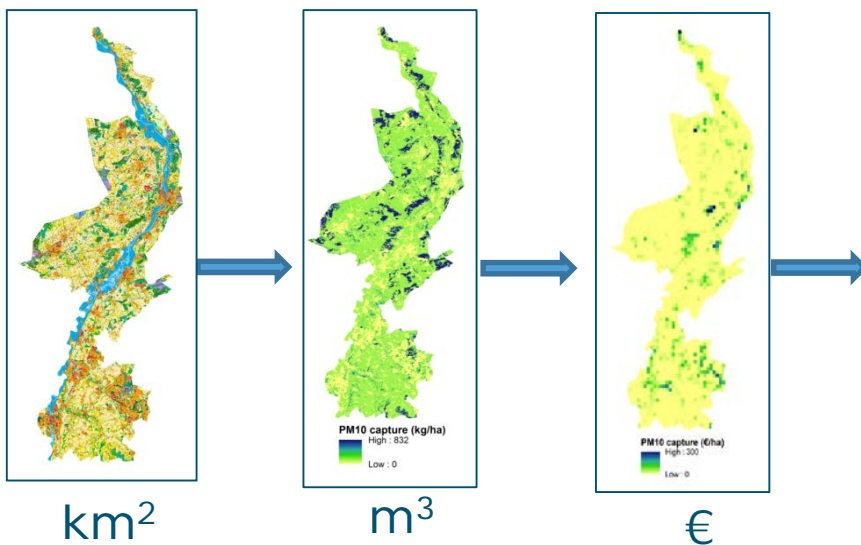 PM10 capture (kg/ha)
High : 832
Low : 0
PM10 capture (€/ha)
High : 300
Low : 0
km²
m³
€